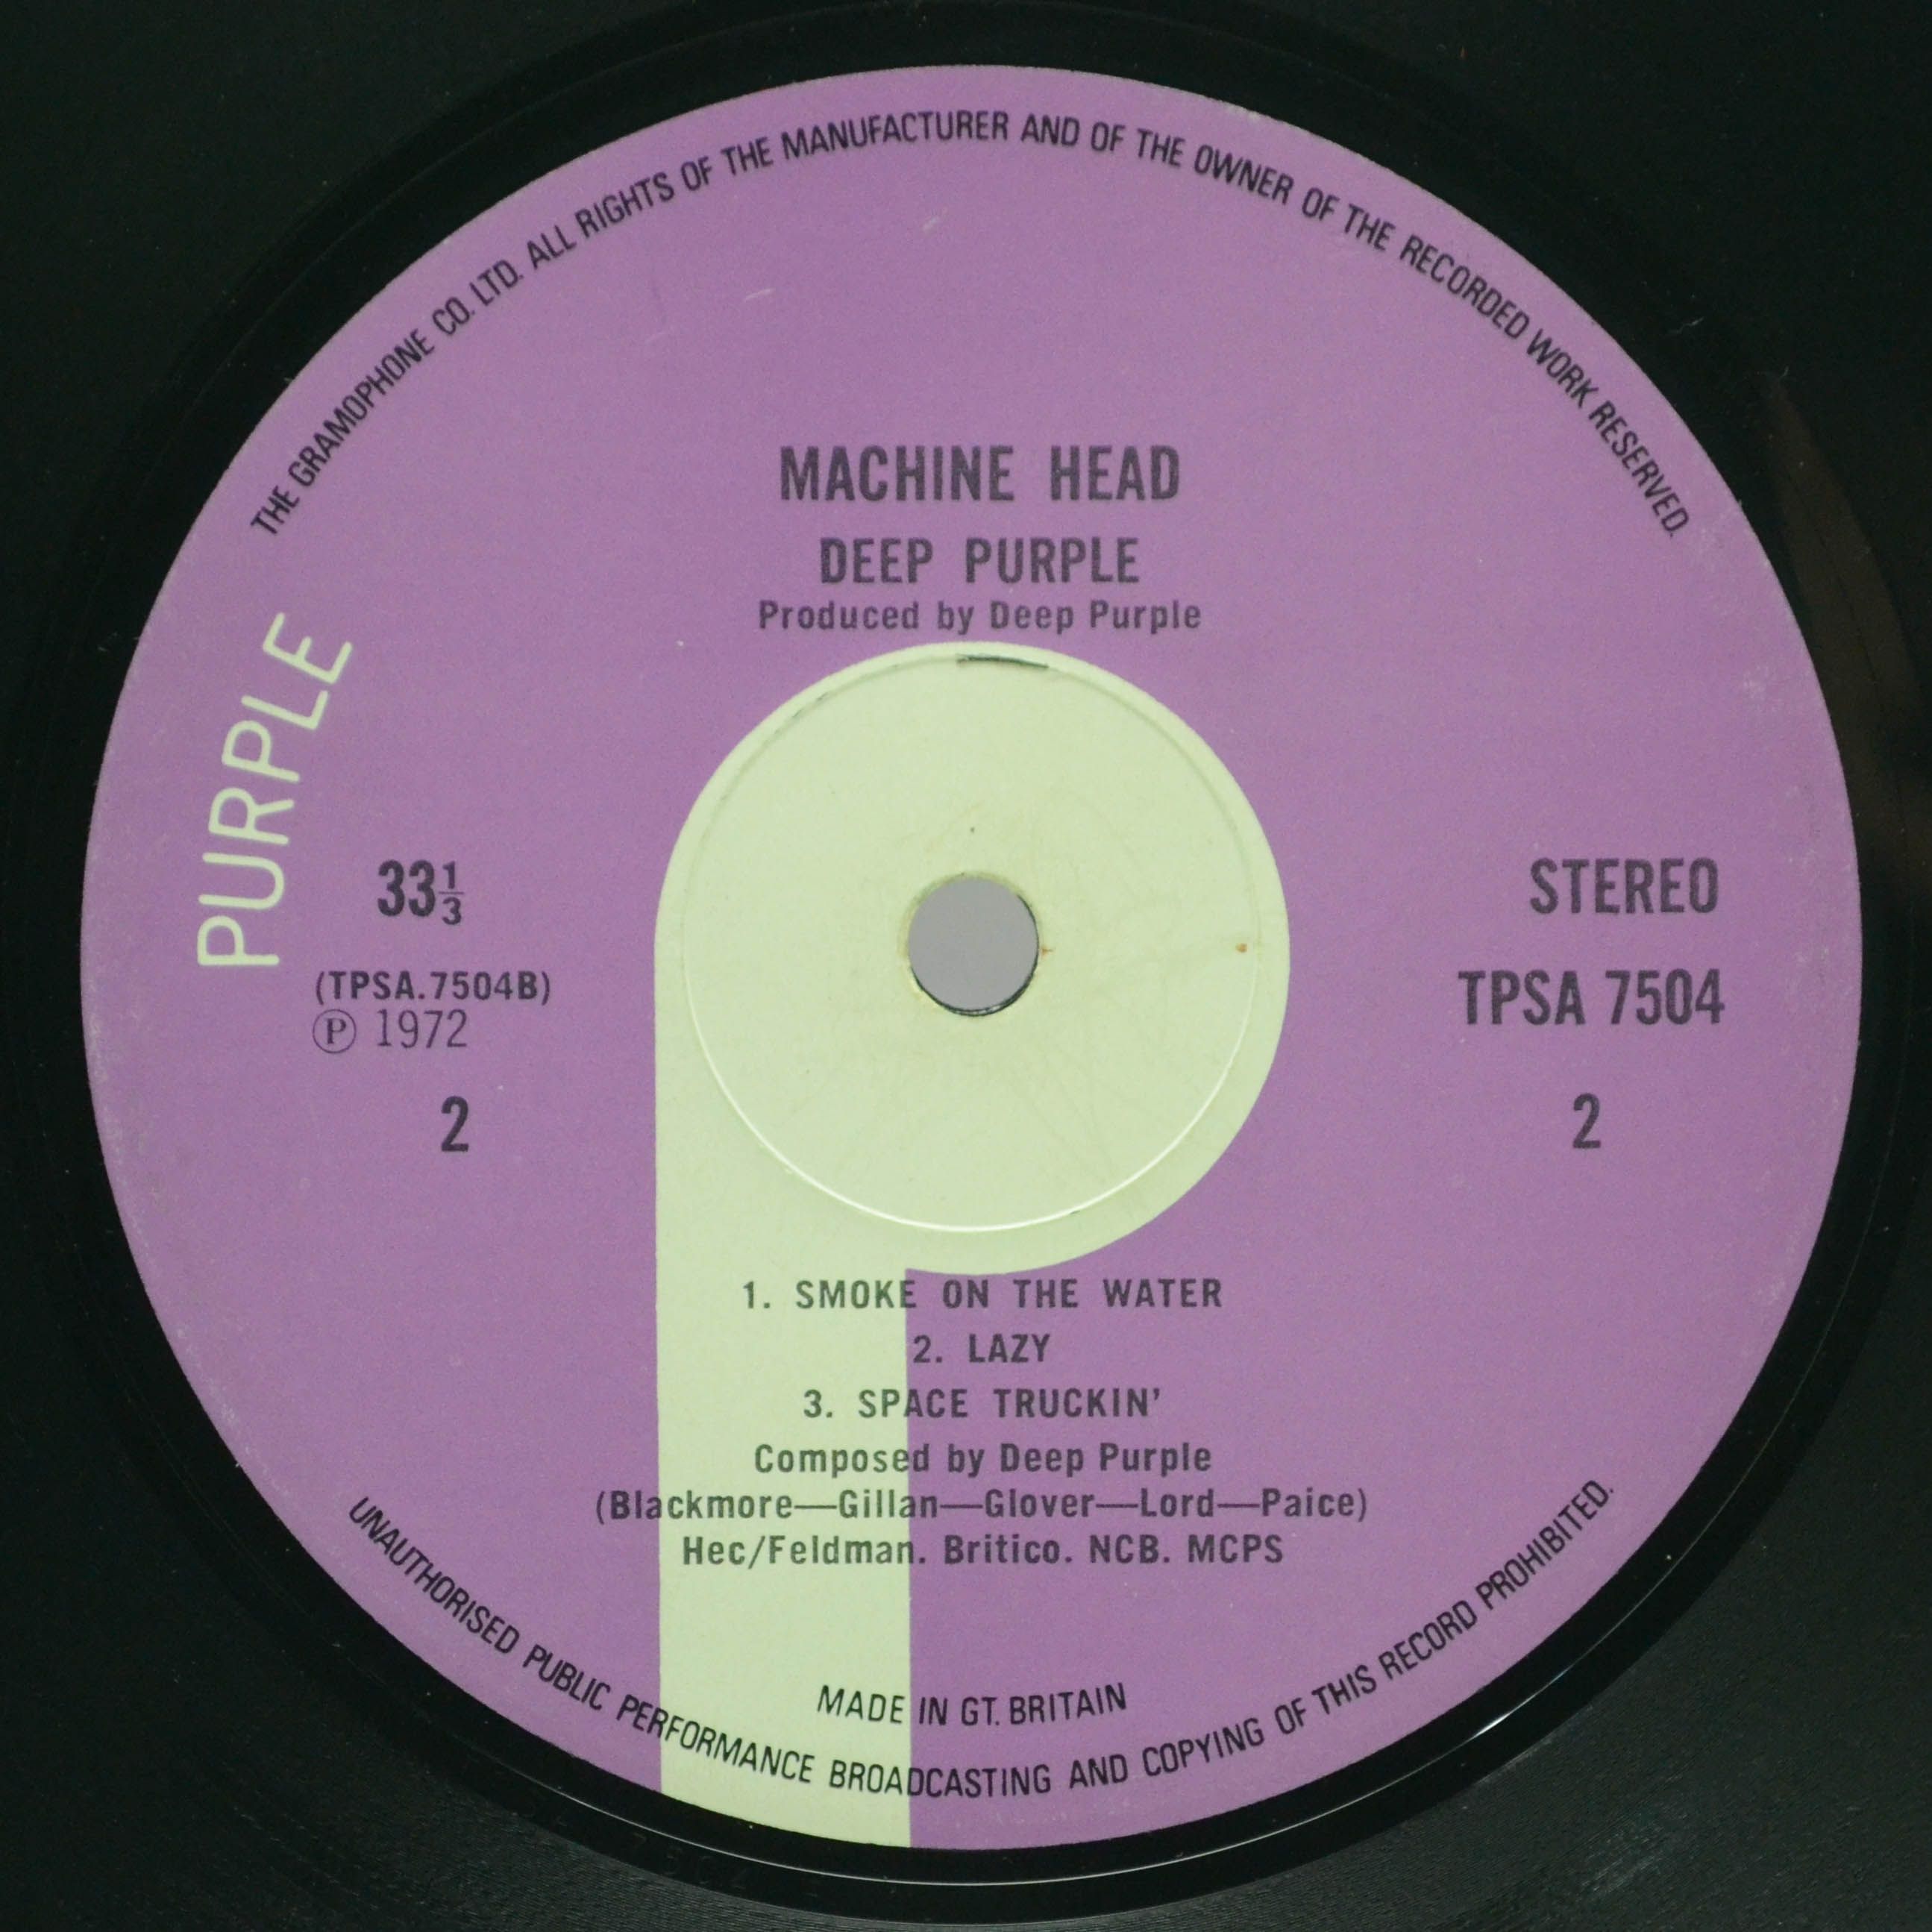 THE GRAMOPHONE CO. LTD. ALL RIGHTS OF THE MANUFACTURER AND OF THE OWNER OF THE RECORDED WORK RESERVED.
MACHINE HEAD
DEEP PURPLE
Produced by Deep Purple
PURPLE
33 1/3
(TPSA.7504B)
Ⓟ 1972
2
STEREO
TPSA 7504
2
1. SMOKE ON THE WATER
2. LAZY
3. SPACE TRUCKIN'
Composed by Deep Purple
(Blackmore—Gillan—Glover—Lord—Paice)
Hec/Feldman. Britico. NCB. MCPS
MADE IN GT. BRITAIN
UNAUTHORISED PUBLIC PERFORMANCE BROADCASTING AND COPYING OF THIS RECORD PROHIBITED.